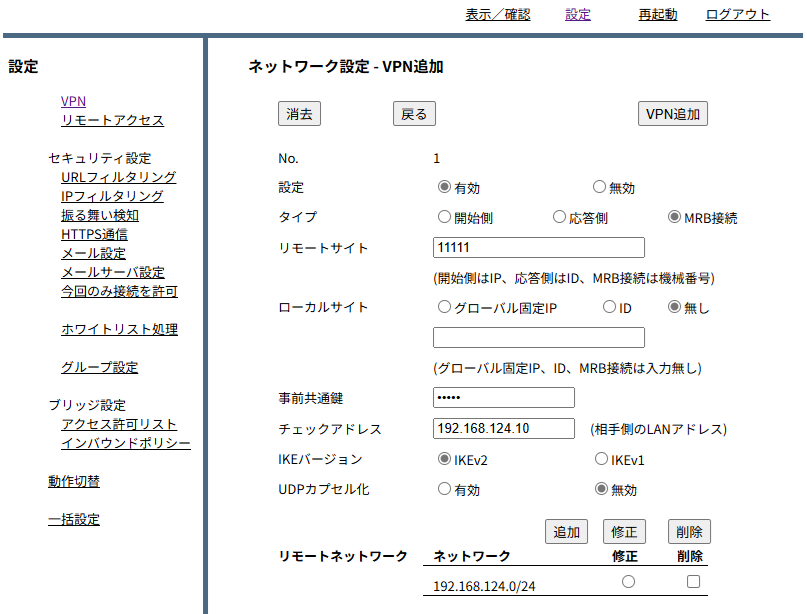 表示／確認 設定 再起動 ログアウト
設定
VPN
リモートアクセス
セキュリティ設定
URLフィルタリング
IPフィルタリング
振る舞い検知
HTTPS通信
メール設定
メールサーバ設定
今回のみ接続を許可
ホワイトリスト処理
グループ設定
ブリッジ設定
アクセス許可リスト
インバウンドポリシー
動作切替
一括設定
ネットワーク設定 - VPN追加
消去 戻る VPN追加
No. 1
設定 有効 無効
タイプ 開始側 応答側 MRB接続
リモートサイト 11111
(開始側はIP、応答側はID、MRB接続は機械番号)
ローカルサイト グローバル固定IP ID 無し
(グローバル固定IP、ID、MRB接続は入力無し)
事前共通鍵 •••••
チェックアドレス 192.168.124.10 (相手側のLANアドレス)
IKEバージョン IKEv2 IKEv1
UDPカプセル化 有効 無効
追加 修正 削除
リモートネットワーク ネットワーク 修正 削除
192.168.124.0/24